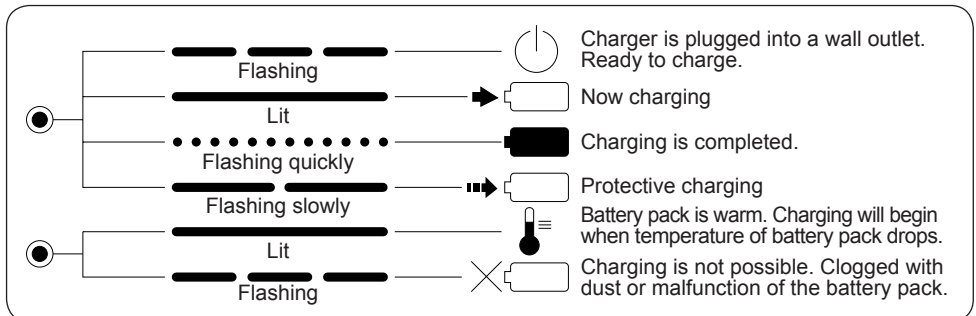 Flashing
Charger is plugged into a wall outlet.
Ready to charge.
Lit
Now charging
Flashing quickly
Charging is completed.
Flashing slowly
Protective charging
Lit
Battery pack is warm. Charging will begin
when temperature of battery pack drops.
Flashing
Charging is not possible. Clogged with
dust or malfunction of the battery pack.